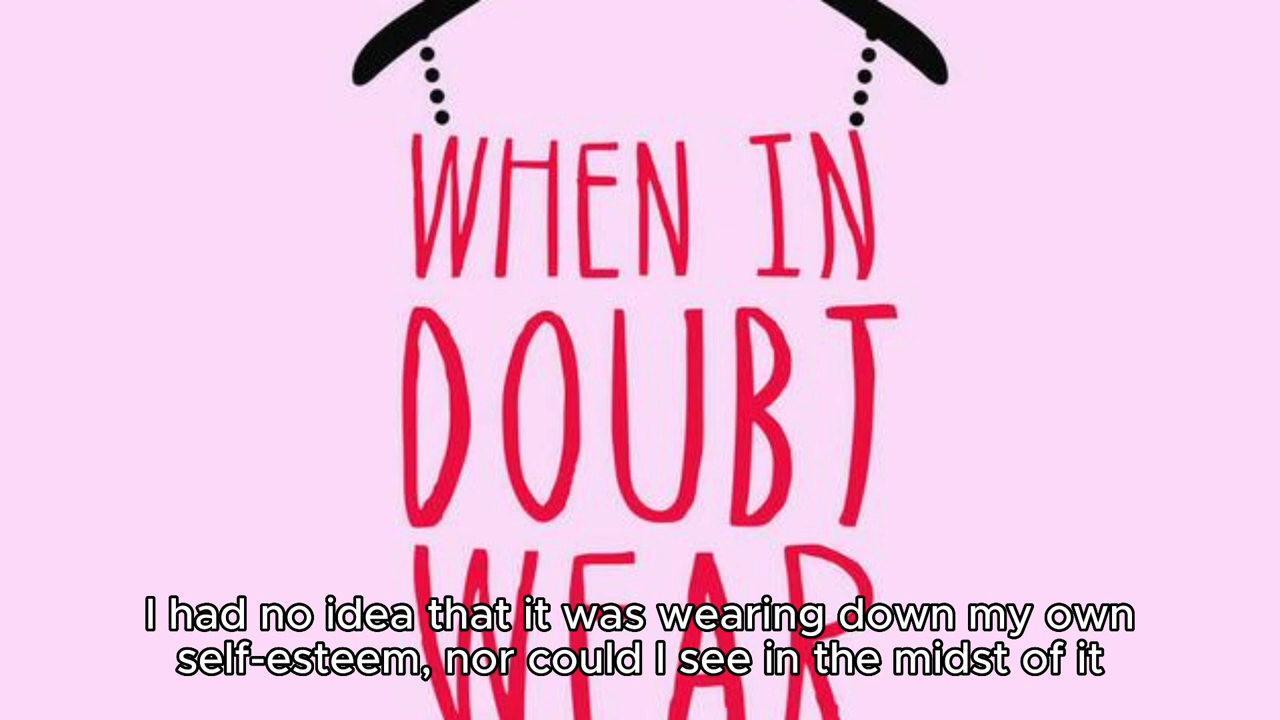 WHEN IN
DOUBT
WEAR
I had no idea that it was wearing down my own
self-esteem, nor could I see in the midst of it